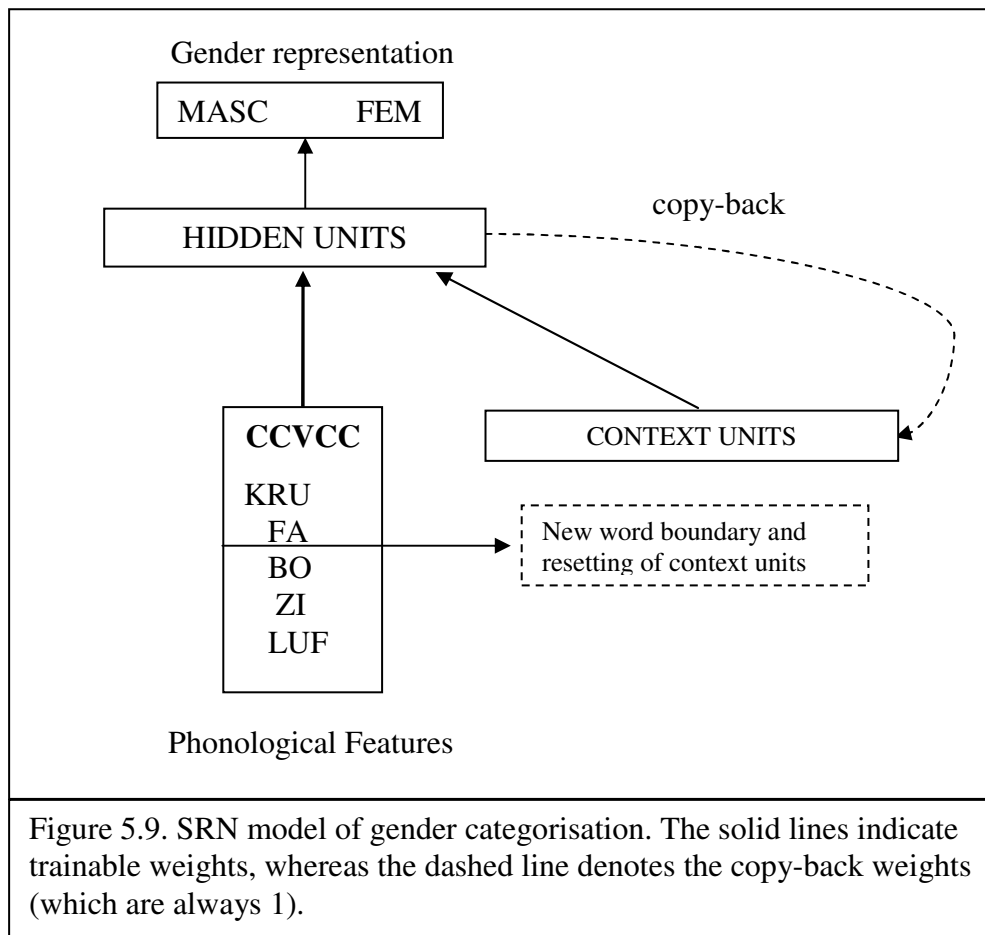 Gender representation
MASC FEM
copy-back
HIDDEN UNITS
CCVCC
CONTEXT UNITS
KRU
FA
BO
ZI
LUF
New word boundary and
resetting of context units
Phonological Features
Figure 5.9. SRN model of gender categorisation. The solid lines indicate
trainable weights, whereas the dashed line denotes the copy-back weights
(which are always 1).